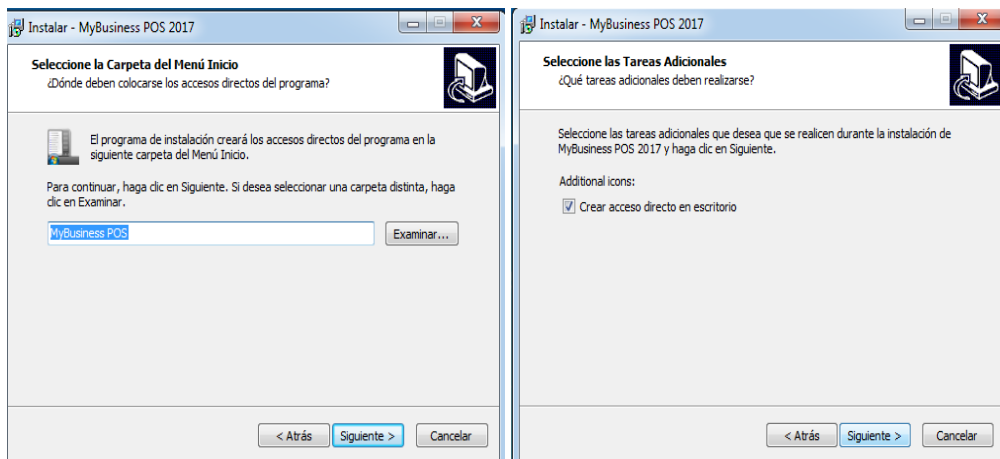 Instalar - MyBusiness POS 2017
Seleccione la Carpeta del Menú Inicio
¿Dónde deben colocarse los accesos directos del programa?
El programa de instalación creará los accesos directos del programa en la
siguiente carpeta del Menú Inicio.
Para continuar, haga clic en Siguiente. Si desea seleccionar una carpeta distinta, haga
clic en Examinar.
MyBusiness POS
Examinar...
< Atrás
Siguiente >
Cancelar
Instalar - MyBusiness POS 2017
Seleccione las Tareas Adicionales
¿Qué tareas adicionales deben realizarse?
Seleccione las tareas adicionales que desea que se realicen durante la instalación de
MyBusiness POS 2017 y haga clic en Siguiente.
Additional icons:
Crear acceso directo en escritorio
< Atrás
Siguiente >
Cancelar